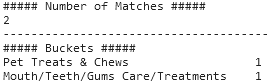 ##### Number of Matches #####
2
-----------------------------------
##### Buckets #####
Pet Treats & Chews 1
Mouth/Teeth/Gums Care/Treatments 1